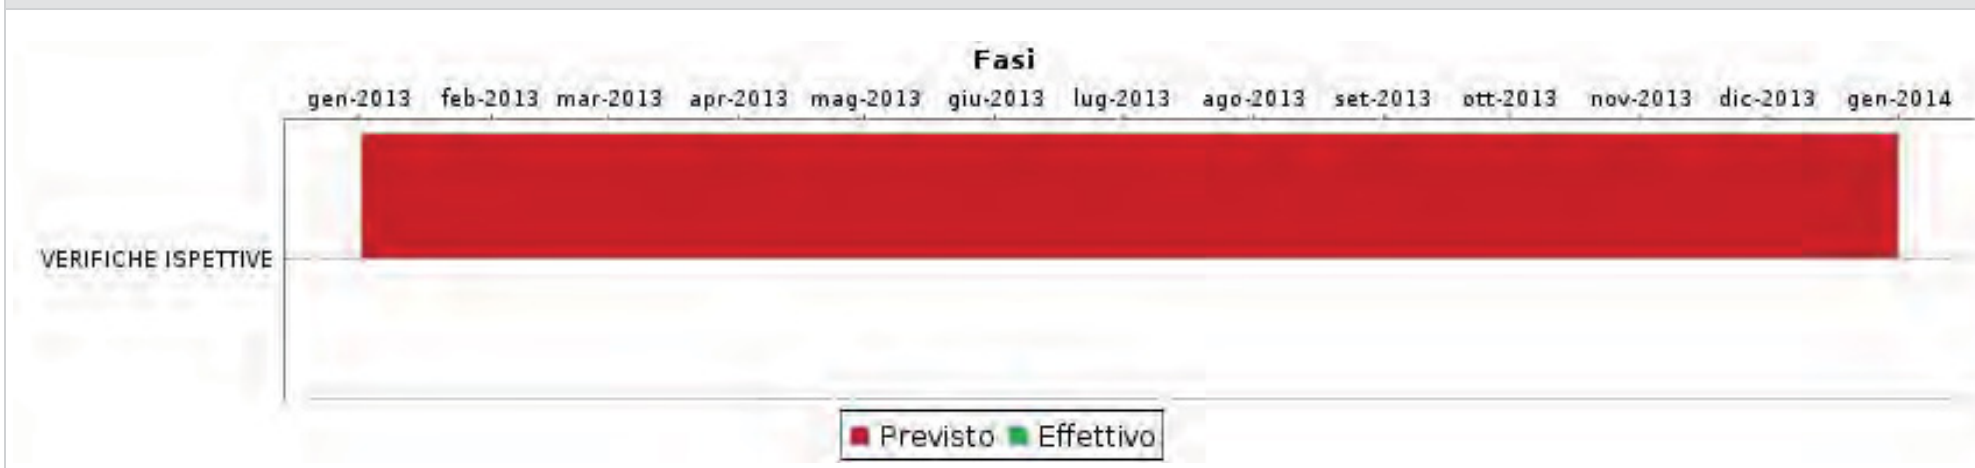 Fasi
gen-2013 feb-2013 mar-2013 apr-2013 mag-2013 giu-2013 lug-2013 ago-2013 set-2013 ott-2013 nov-2013 dic-2013 gen-2014
VERIFICHE ISPETTIVE
Previsto Effettivo